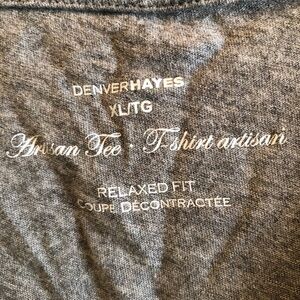 DENVERHAYES
XL/TG
Artisan Tee · T-shirt artisan
RELAXED FIT
COUPE DÉCONTRACTÉE